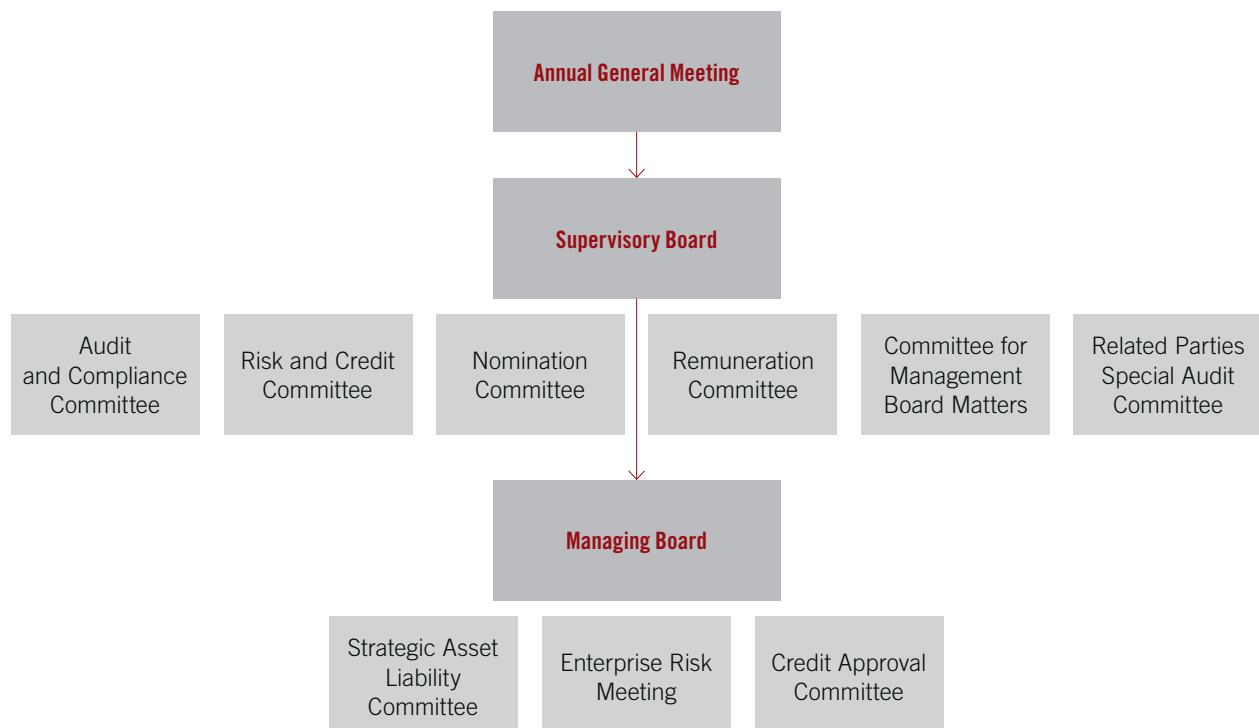 Annual General Meeting
Supervisory Board
Audit
and Compliance
Committee
Risk and Credit
Committee
Nomination
Committee
Remuneration
Committee
Committee for
Management
Board Matters
Related Parties
Special Audit
Committee
Managing Board
Strategic Asset
Liability
Committee
Enterprise Risk
Meeting
Credit Approval
Committee